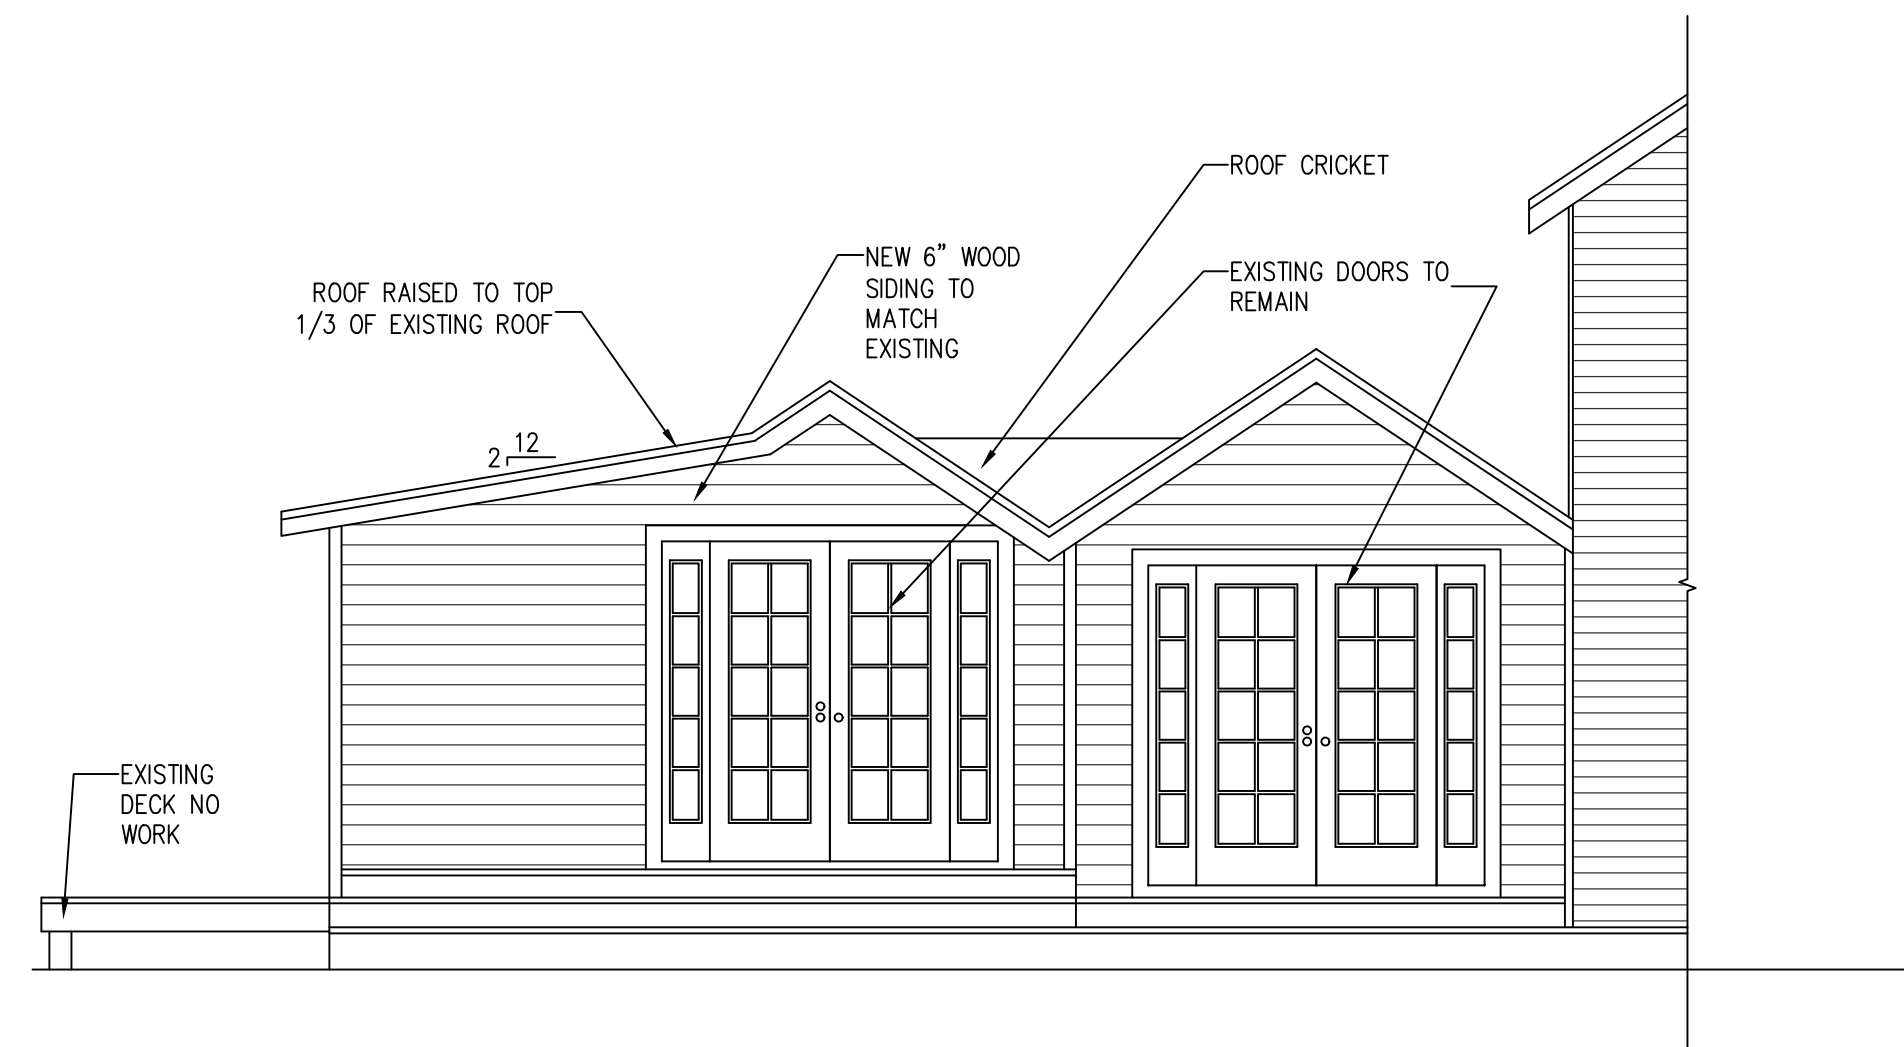 ROOF CRICKET
NEW 6” WOOD
SIDING TO
MATCH
EXISTING
EXISTING DOORS TO
REMAIN
ROOF RAISED TO TOP
1/3 OF EXISTING ROOF
12
2
EXISTING
DECK NO
WORK